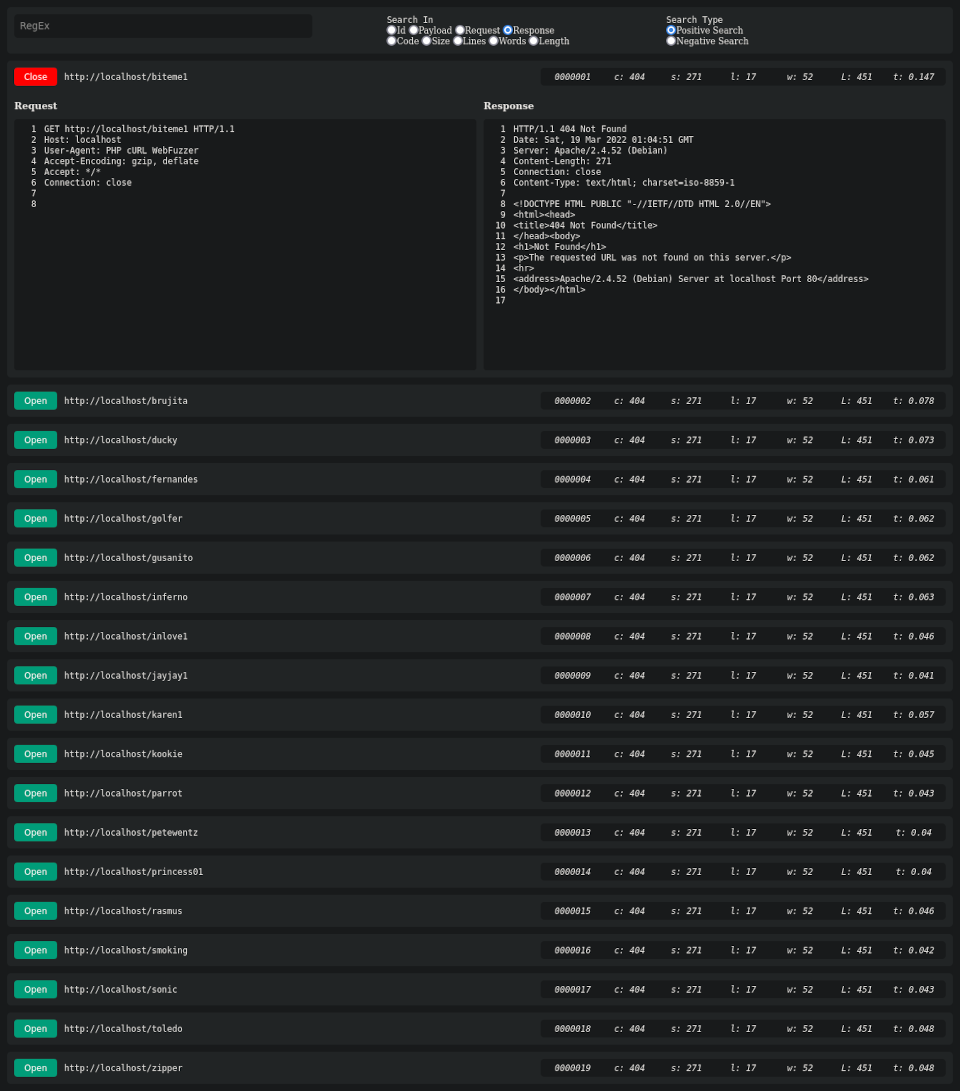 RegEx
Search In
Id Payload Request Response
Code Size Lines Words Length
Search Type
Positive Search
Negative Search
Close http://localhost/biteme1 0000001 c: 404 s: 271 l: 17 w: 52 L: 451 t: 0.147
Request
1 GET http://localhost/biteme1 HTTP/1.1
2 Host: localhost
3 User-Agent: PHP cURL WebFuzzer
4 Accept-Encoding: gzip, deflate
5 Accept: */*
6 Connection: close
7
8
Response
1 HTTP/1.1 404 Not Found
2 Date: Sat, 19 Mar 2022 01:04:51 GMT
3 Server: Apache/2.4.52 (Debian)
4 Content-Length: 271
5 Connection: close
6 Content-Type: text/html; charset=iso-8859-1
7
8 <!DOCTYPE HTML PUBLIC "-//IETF//DTD HTML 2.0//EN">
9 <html><head>
10 <title>404 Not Found</title>
11 </head><body>
12 <h1>Not Found</h1>
13 <p>The requested URL was not found on this server.</p>
14 <hr>
15 <address>Apache/2.4.52 (Debian) Server at localhost Port 80</address>
16 </body></html>
17
Open http://localhost/brujita 0000002 c: 404 s: 271 l: 17 w: 52 L: 451 t: 0.078
Open http://localhost/ducky 0000003 c: 404 s: 271 l: 17 w: 52 L: 451 t: 0.073
Open http://localhost/fernandes 0000004 c: 404 s: 271 l: 17 w: 52 L: 451 t: 0.061
Open http://localhost/golfer 0000005 c: 404 s: 271 l: 17 w: 52 L: 451 t: 0.062
Open http://localhost/gusanito 0000006 c: 404 s: 271 l: 17 w: 52 L: 451 t: 0.062
Open http://localhost/inferno 0000007 c: 404 s: 271 l: 17 w: 52 L: 451 t: 0.063
Open http://localhost/inlove1 0000008 c: 404 s: 271 l: 17 w: 52 L: 451 t: 0.046
Open http://localhost/jayjay1 0000009 c: 404 s: 271 l: 17 w: 52 L: 451 t: 0.041
Open http://localhost/karen1 0000010 c: 404 s: 271 l: 17 w: 52 L: 451 t: 0.057
Open http://localhost/kookie 0000011 c: 404 s: 271 l: 17 w: 52 L: 451 t: 0.045
Open http://localhost/parrot 0000012 c: 404 s: 271 l: 17 w: 52 L: 451 t: 0.043
Open http://localhost/petewentz 0000013 c: 404 s: 271 l: 17 w: 52 L: 451 t: 0.04
Open http://localhost/princess01 0000014 c: 404 s: 271 l: 17 w: 52 L: 451 t: 0.04
Open http://localhost/rasmus 0000015 c: 404 s: 271 l: 17 w: 52 L: 451 t: 0.046
Open http://localhost/smoking 0000016 c: 404 s: 271 l: 17 w: 52 L: 451 t: 0.042
Open http://localhost/sonic 0000017 c: 404 s: 271 l: 17 w: 52 L: 451 t: 0.043
Open http://localhost/toledo 0000018 c: 404 s: 271 l: 17 w: 52 L: 451 t: 0.048
Open http://localhost/zipper 0000019 c: 404 s: 271 l: 17 w: 52 L: 451 t: 0.048